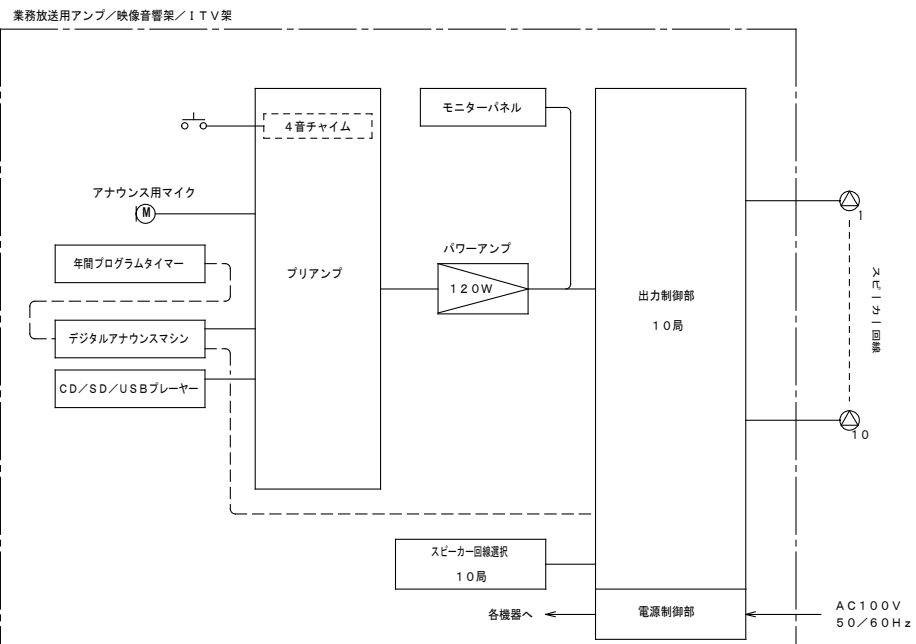 業務放送用アンプ／映像音響架／ＩＴＶ架
モニターパネル
４音チャイム
アナウンス用マイク
M
1
年間プログラムタイマー
プリアンプ
パワーアンプ
１２０Ｗ
出力制御部
１０局
スピーカー回線
デジタルアナウンスマシン
CD／SD／USBプレーヤー
10
スピーカー回線選択
１０局
各機器へ
電源制御部
AC100V
50／60Hz